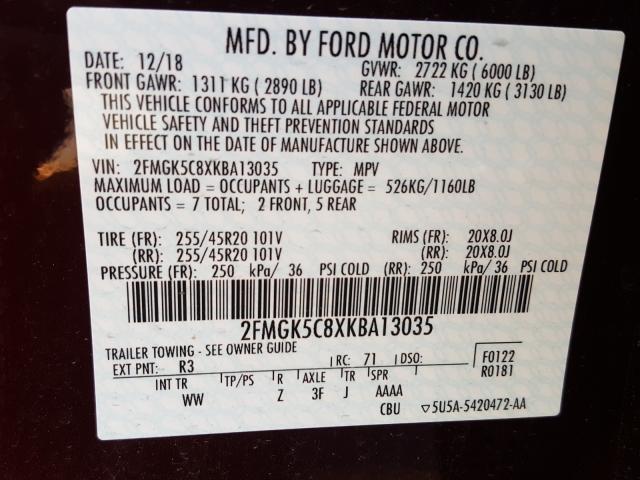 MFD. BY FORD MOTOR CO.
DATE: 12/18 GVWR: 2722 KG ( 6000 LB)
FRONT GAWR: 1311 KG ( 2890 LB) REAR GAWR: 1420 KG ( 3130 LB)
THIS VEHICLE CONFORMS TO ALL APPLICABLE FEDERAL MOTOR
VEHICLE SAFETY AND THEFT PREVENTION STANDARDS
IN EFFECT ON THE DATE OF MANUFACTURE SHOWN ABOVE.
VIN: 2FMGK5C8XKBA13035 TYPE: MPV
MAXIMUM LOAD = OCCUPANTS + LUGGAGE = 526KG/1160LB
OCCUPANTS = 7 TOTAL; 2 FRONT, 5 REAR
TIRE (FR): 255/45R20 101V RIMS (FR): 20X8.0J
(RR): 255/45R20 101V (RR): 20X8.0J
PRESSURE (FR): 250 kPa/ 36 PSI COLD (RR): 250 kPa/ 36 PSI COLD
2FMGK5C8XKBA13035
TRAILER TOWING - SEE OWNER GUIDE
EXT PNT: R3 RC: 71 DSO: F0122
R0181
INT TR TP/PS R AXLE TR SPR
WW Z 3F J AAAA
CBU ▽5U5A-5420472-AA